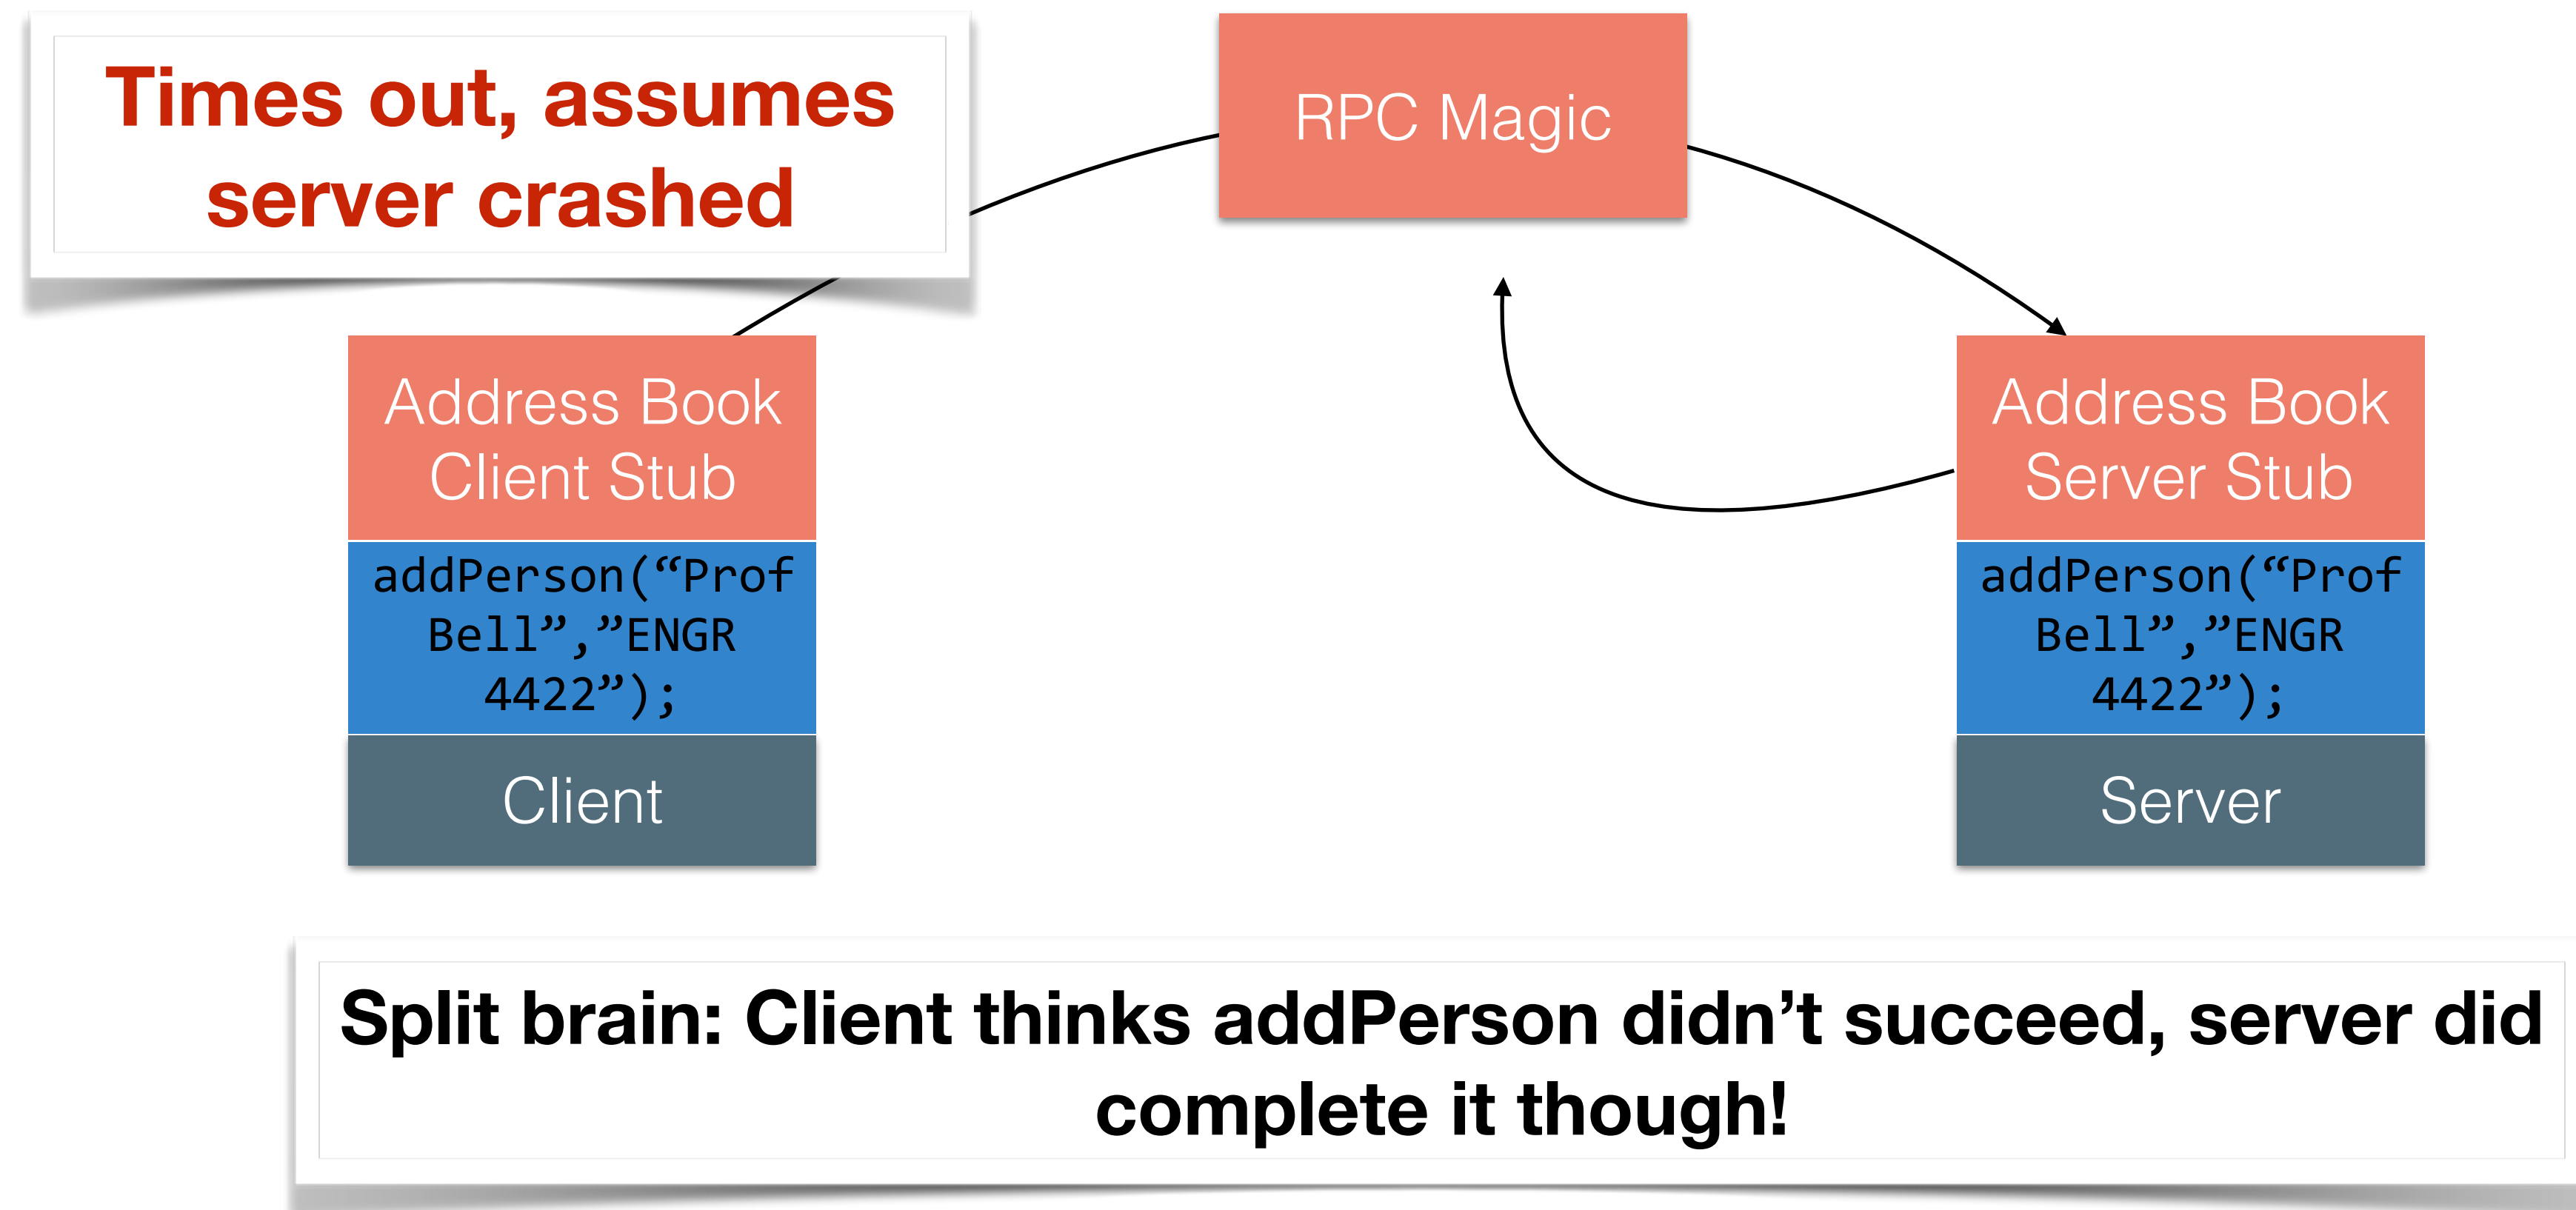 Times out, assumes
server crashed
RPC Magic
Address Book
Client Stub
addPerson(“Prof
Bell”,”ENGR
4422”);
Client
Address Book
Server Stub
addPerson(“Prof
Bell”,”ENGR
4422”);
Server
Split brain: Client thinks addPerson didn’t succeed, server did
complete it though!